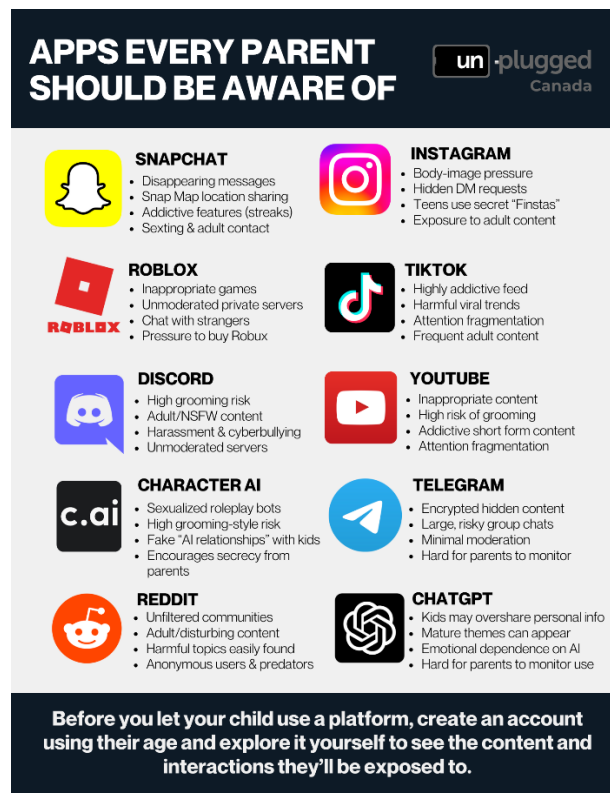 APPS EVERY PARENT
SHOULD BE AWARE OF
un-plugged
Canada
SNAPCHAT
• Disappearing messages
• Snap Map location sharing
• Addictive features (streaks)
• Sexting & adult contact
INSTAGRAM
• Body-image pressure
• Hidden DM requests
• Teens use secret “Finstas”
• Exposure to adult content
ROBLOX
ROBLOX
• Inappropriate games
• Unmoderated private servers
• Chat with strangers
• Pressure to buy Robux
TIKTOK
• Highly addictive feed
• Harmful viral trends
• Attention fragmentation
• Frequent adult content
DISCORD
• High grooming risk
• Adult/NSFW content
• Harassment & cyberbullying
• Unmoderated servers
YOUTUBE
• Inappropriate content
• High risk of grooming
• Addictive short form content
• Attention fragmentation
c.ai
CHARACTER AI
• Sexualized roleplay bots
• High grooming-style risk
• Fake “AI relationships” with kids
• Encourages secrecy from
parents
TELEGRAM
• Encrypted hidden content
• Large, risky group chats
• Minimal moderation
• Hard for parents to monitor
REDDIT
• Unfiltered communities
• Adult/disturbing content
• Harmful topics easily found
• Anonymous users & predators
CHATGPT
• Kids may overshare personal info
• Mature themes can appear
• Emotional dependence on AI
• Hard for parents to monitor use
Before you let your child use a platform, create an account
using their age and explore it yourself to see the content and
interactions they’ll be exposed to.